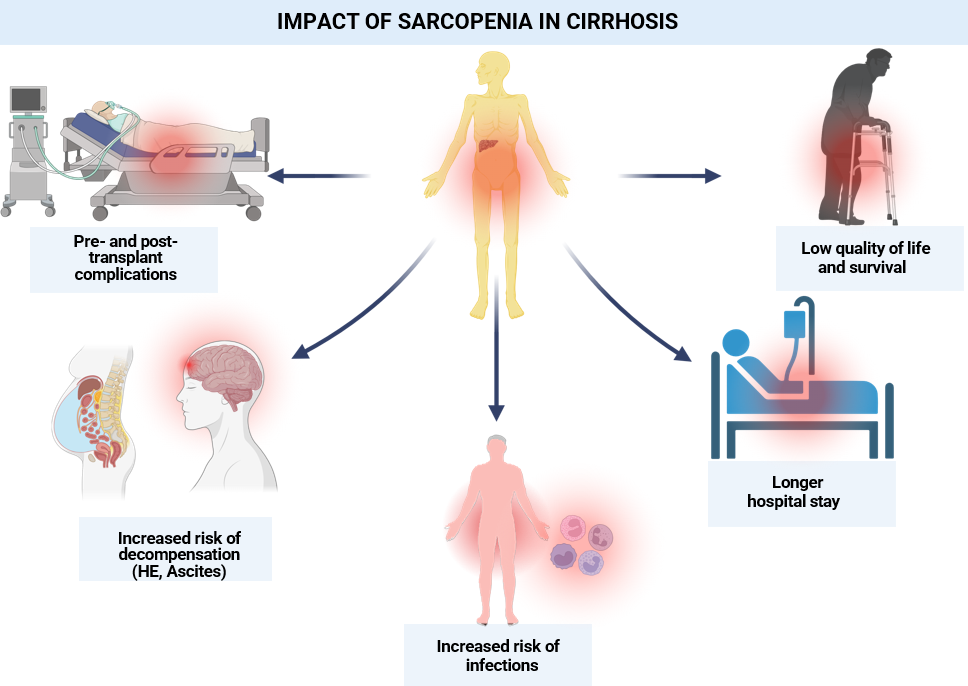 IMPACT OF SARCOPENIA IN CIRRHOSIS
Pre- and post-
transplant
complications
Low quality of life
and survival
Increased risk of
decompensation
(HE, Ascites)
Longer
hospital stay
Increased risk of
infections